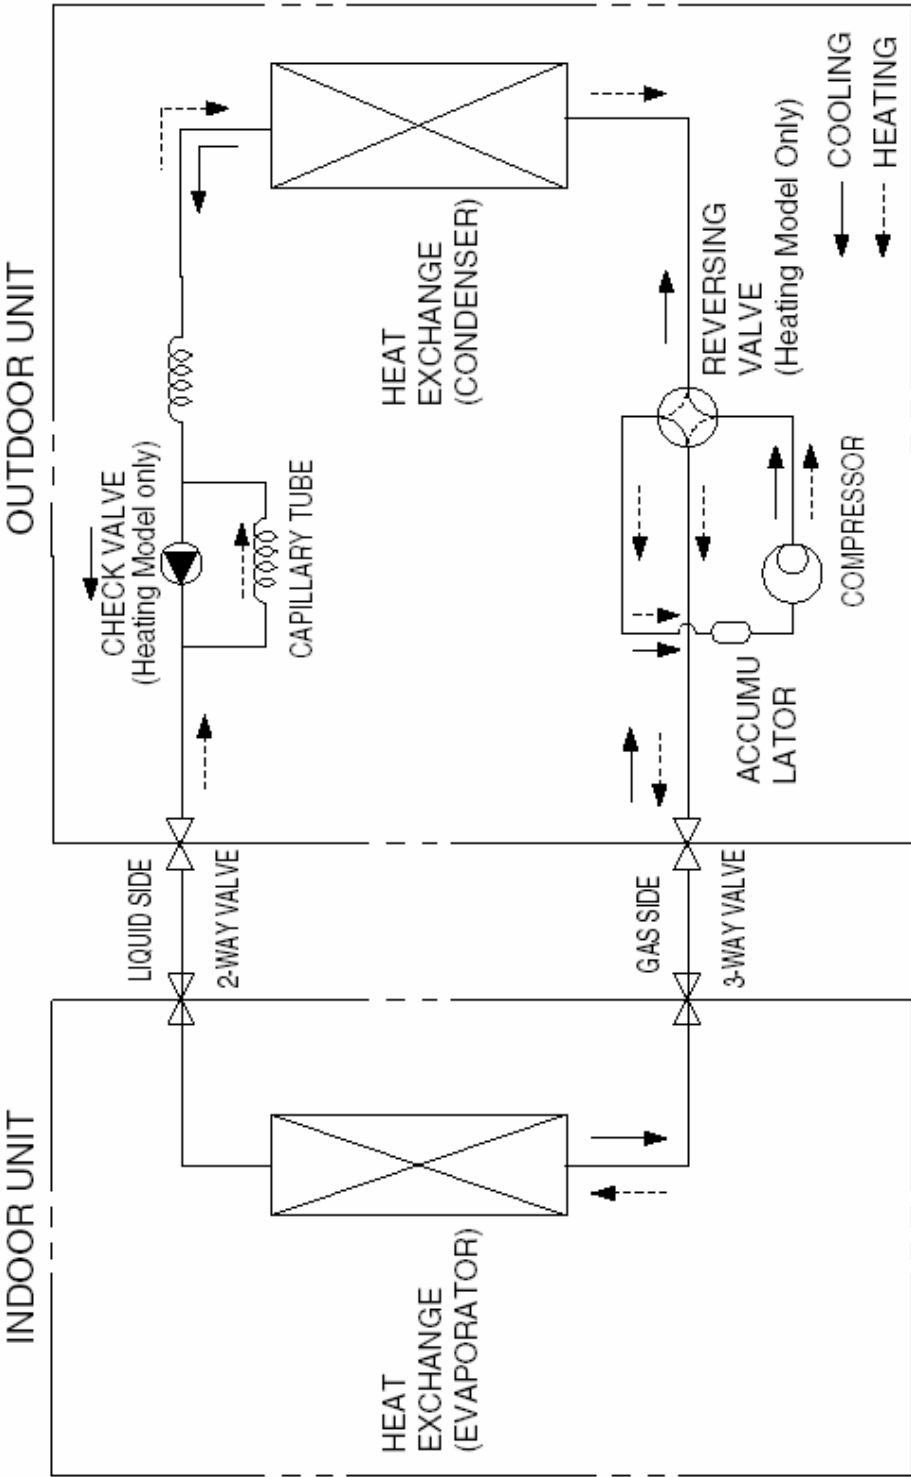 INDOOR UNIT
OUTDOOR UNIT
HEAT
EXCHANGE
(EVAPORATOR)
LIQUID SIDE
2-WAY VALVE
GAS SIDE
3-WAY VALVE
CHECK VALVE
(Heating Model only)
CAPILLARY TUBE
HEAT
EXCHANGE
(CONDENSER)
ACCUMU
LATOR
COMPRESSOR
REVERSING
VALVE
(Heating Model Only)
COOLING
HEATING